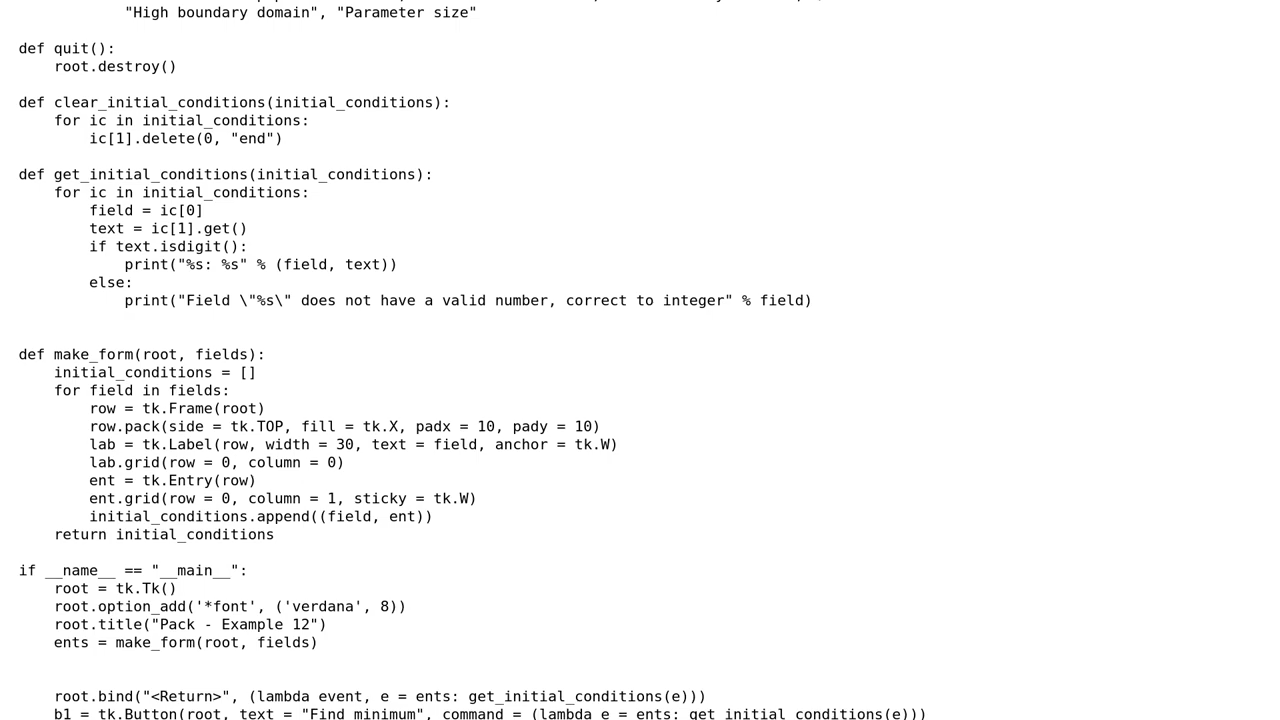 "High boundary domain", "Parameter size"
def quit():
    root.destroy()
def clear_initial_conditions(initial_conditions):
    for ic in initial_conditions:
        ic[1].delete(0, "end")
def get_initial_conditions(initial_conditions):
    for ic in initial_conditions:
        field = ic[0]
        text = ic[1].get()
        if text.isdigit():
            print("%s: %s" % (field, text))
        else:
            print("Field \"%s\" does not have a valid number, correct to integer" % field)
def make_form(root, fields):
    initial_conditions = []
    for field in fields:
        row = tk.Frame(root)
        row.pack(side = tk.TOP, fill = tk.X, padx = 10, pady = 10)
        lab = tk.Label(row, width = 30, text = field, anchor = tk.W)
        lab.grid(row = 0, column = 0)
        ent = tk.Entry(row)
        ent.grid(row = 0, column = 1, sticky = tk.W)
        initial_conditions.append((field, ent))
    return initial_conditions
if __name__ == "__main__":
    root = tk.Tk()
    root.option_add('*font', ('verdana', 8))
    root.title("Pack - Example 12")
    ents = make_form(root, fields)
    root.bind("<Return>", (lambda event, e = ents: get_initial_conditions(e)))
    b1 = tk.Button(root, text = "Find minimum", command = (lambda e = ents: get_initial_conditions(e)))